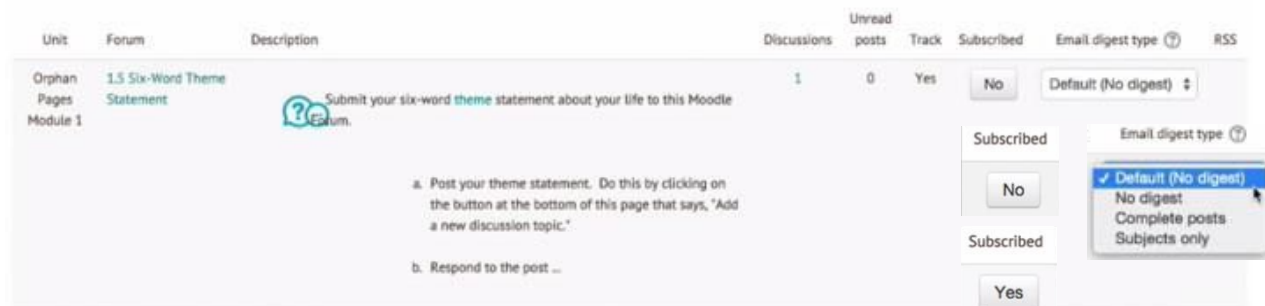 Unit Forum Description Discussions Unread posts Track Subscribed Email digest type RSS
Orphan Pages Module 1
1.5 Six-Word Theme Statement
Submit your six-word theme statement about your life to this Moodle
Forum.
1 0 Yes No Default (No digest)
a. Post your theme statement. Do this by clicking on
the button at the bottom of this page that says, "Add
a new discussion topic."
b. Respond to the post ...
Subscribed
No
Subscribed
Yes
Email digest type
✓ Default (No digest)
No digest
Complete posts
Subjects only